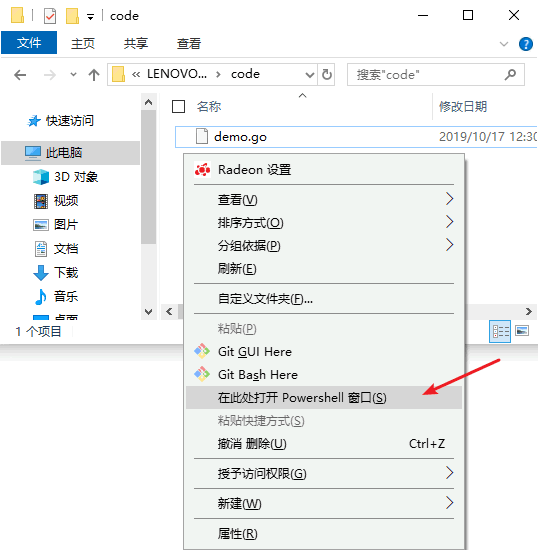 code
文件 主页 共享 查看
« LENOVO... › code 搜索"code"
名称 修改日期
快速访问
demo.go 2019/10/17 12:30
此电脑
3D 对象
视频
图片
文档
下载
音乐
桌面
1 个项目
Radeon 设置
查看(V)
排序方式(O)
分组依据(P)
刷新(E)
自定义文件夹(F)...
粘贴(P)
Git GUI Here
Git Bash Here
在此处打开 Powershell 窗口(S)
粘贴快捷方式(S)
撤消 删除(U) Ctrl+Z
授予访问权限(G)
新建(W)
属性(R)